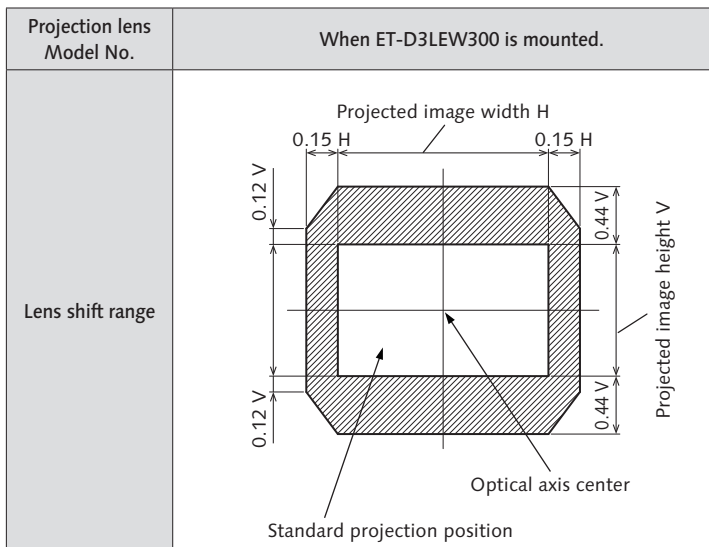 Projection lens
Model No.
When ET-D3LEW300 is mounted.
Lens shift range
Projected image width H
0.15 H
0.15 H
0.12 V
0.44 V
Projected image height V
0.12 V
0.44 V
Optical axis center
Standard projection position